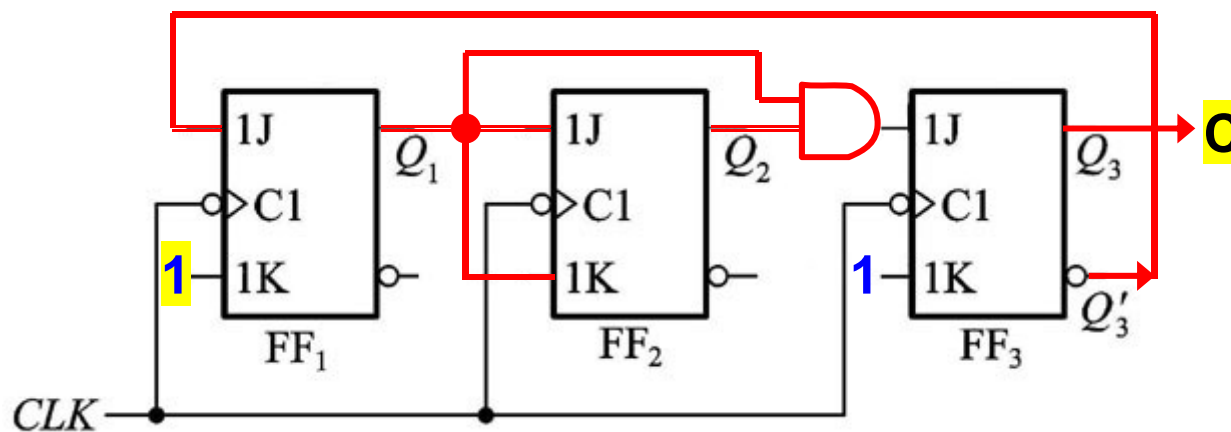 1J Q₁ 1J Q₂ 1J Q₃ C
C1 C1 C1
1 1K 1K 1 1K Q₃′
FF₁ FF₂ FF₃
CLK